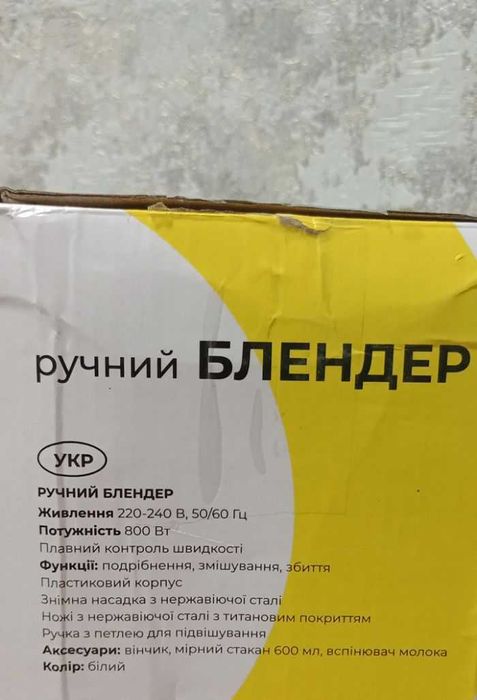 ручний БЛЕНДЕР
УКР
РУЧНИЙ БЛЕНДЕР
Живлення 220-240 В, 50/60 Гц
Потужність 800 Вт
Плавний контроль швидкості
Функції: подрібнення, змішування, збиття
Пластиковий корпус
Знімна насадка з нержавіючої сталі
Ножі з нержавіючої сталі з титановим покриттям
Ручка з петлею для підвішування
Аксесуари: вінчик, мірний стакан 600 мл, вспінювач молока
Колір: білий